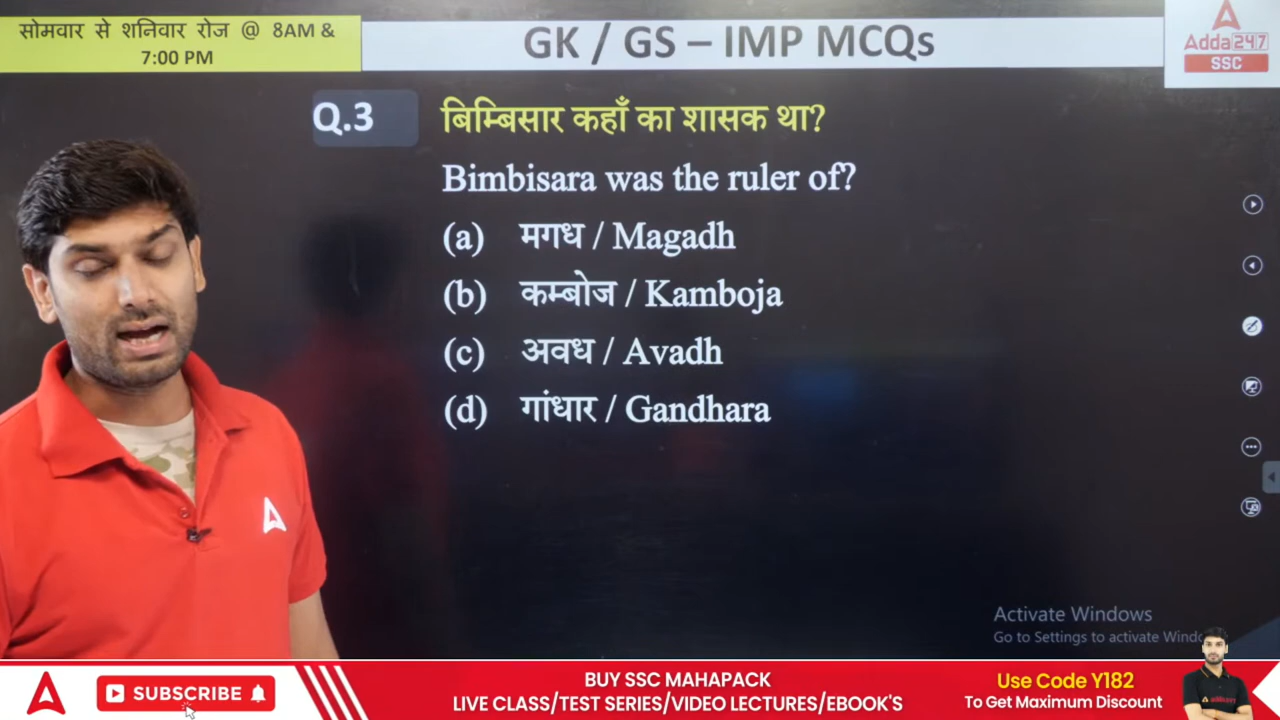 सोमवार से शनिवार रोज @ 8AM &
7:00 PM
GK / GS – IMP MCQs
Adda 247
SSC
Q.3
बिम्बिसार कहाँ का शासक था?
Bimbisara was the ruler of?
(a) मगध / Magadh
(b) कम्बोज / Kamboja
(c) अवध / Avadh
(d) गांधार / Gandhara
Activate Windows
Go to Settings to activate
SUBSCRIBE
BUY SSC MAHAPACK
LIVE CLASS/TEST SERIES/VIDEO LECTURES/EBOOK'S
Use Code Y182
To Get Maximum Discount